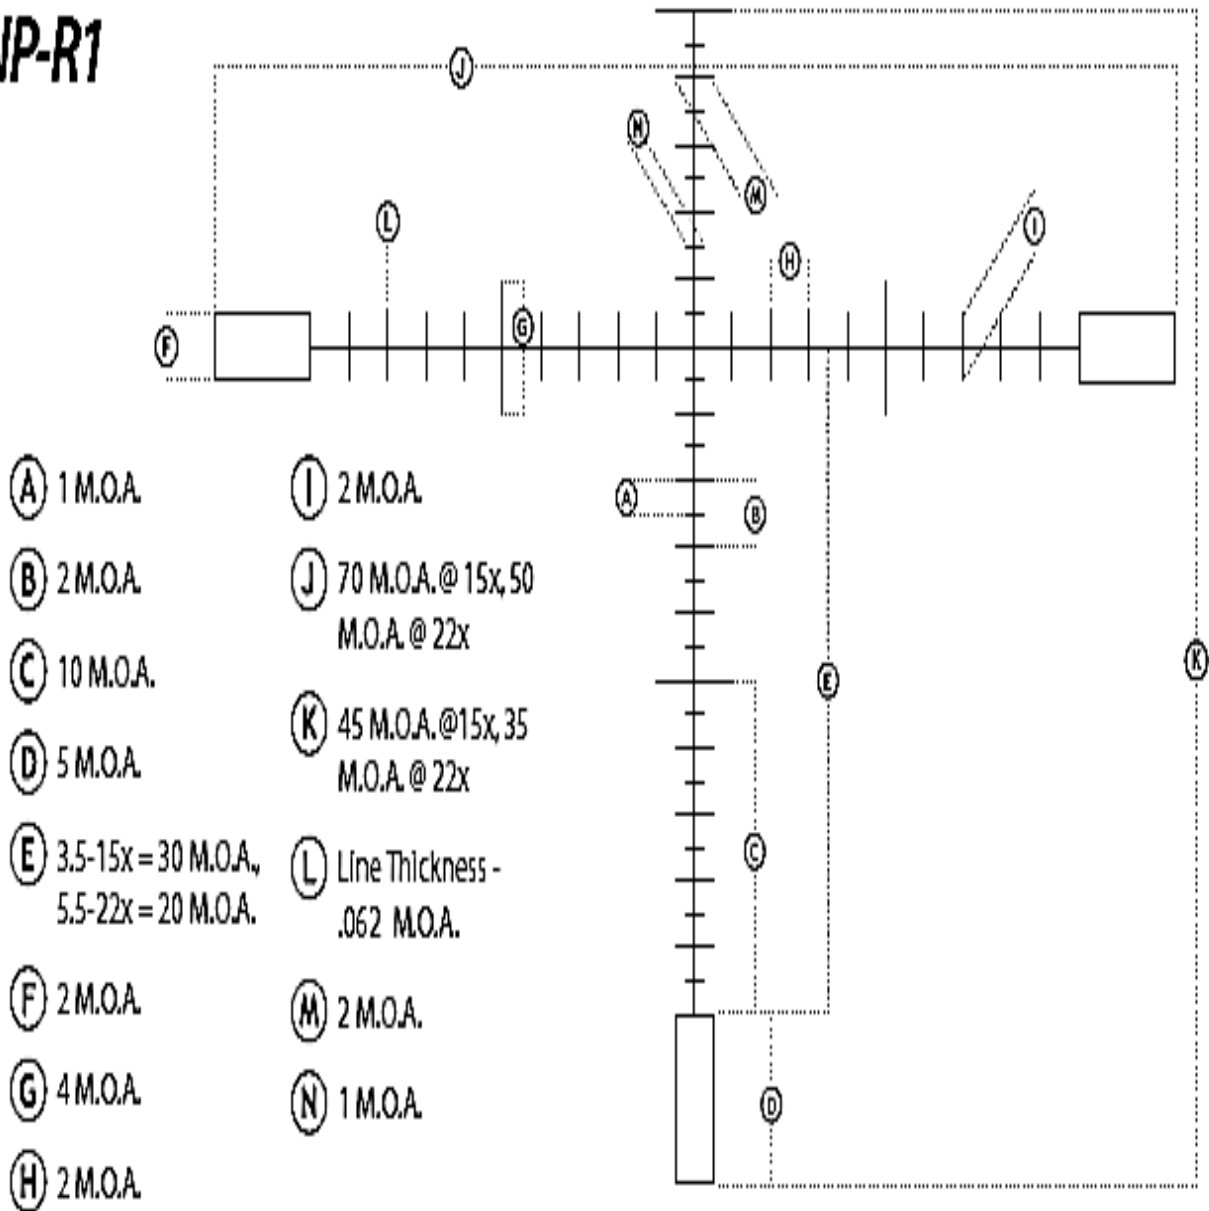 NP-R1
A 1 M.O.A.
B 2 M.O.A.
C 10 M.O.A.
D 5 M.O.A.
E 3.5-15x = 30 M.O.A.,
5.5-22x = 20 M.O.A.
F 2 M.O.A.
G 4 M.O.A.
H 2 M.O.A.
I 2 M.O.A.
J 70 M.O.A. @ 15x, 50
M.O.A. @ 22x
K 45 M.O.A. @15x, 35
M.O.A. @ 22x
L Line Thickness -
.062 M.O.A.
M 2 M.O.A.
N 1 M.O.A.
J
N
M
L
H
I
G
F
A
B
E
K
C
D